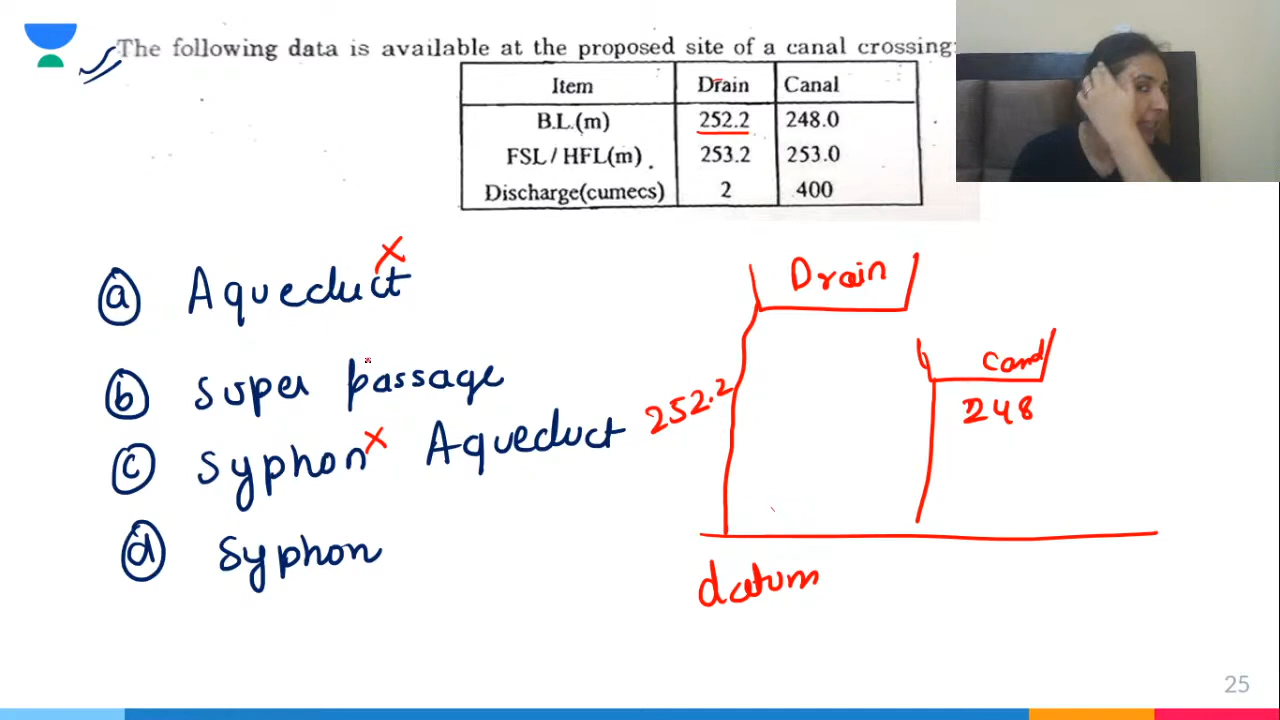 The following data is available at the proposed site of a canal crossing:
Item Drain Canal
B.L.(m) 252.2 248.0
FSL / HFL(m) 253.2 253.0
Discharge(cumecs) 2 400
a Aqueduct
b super passage
c Syphon Aqueduct
d Syphon
Drain
Canal
252.2
248
datum
25